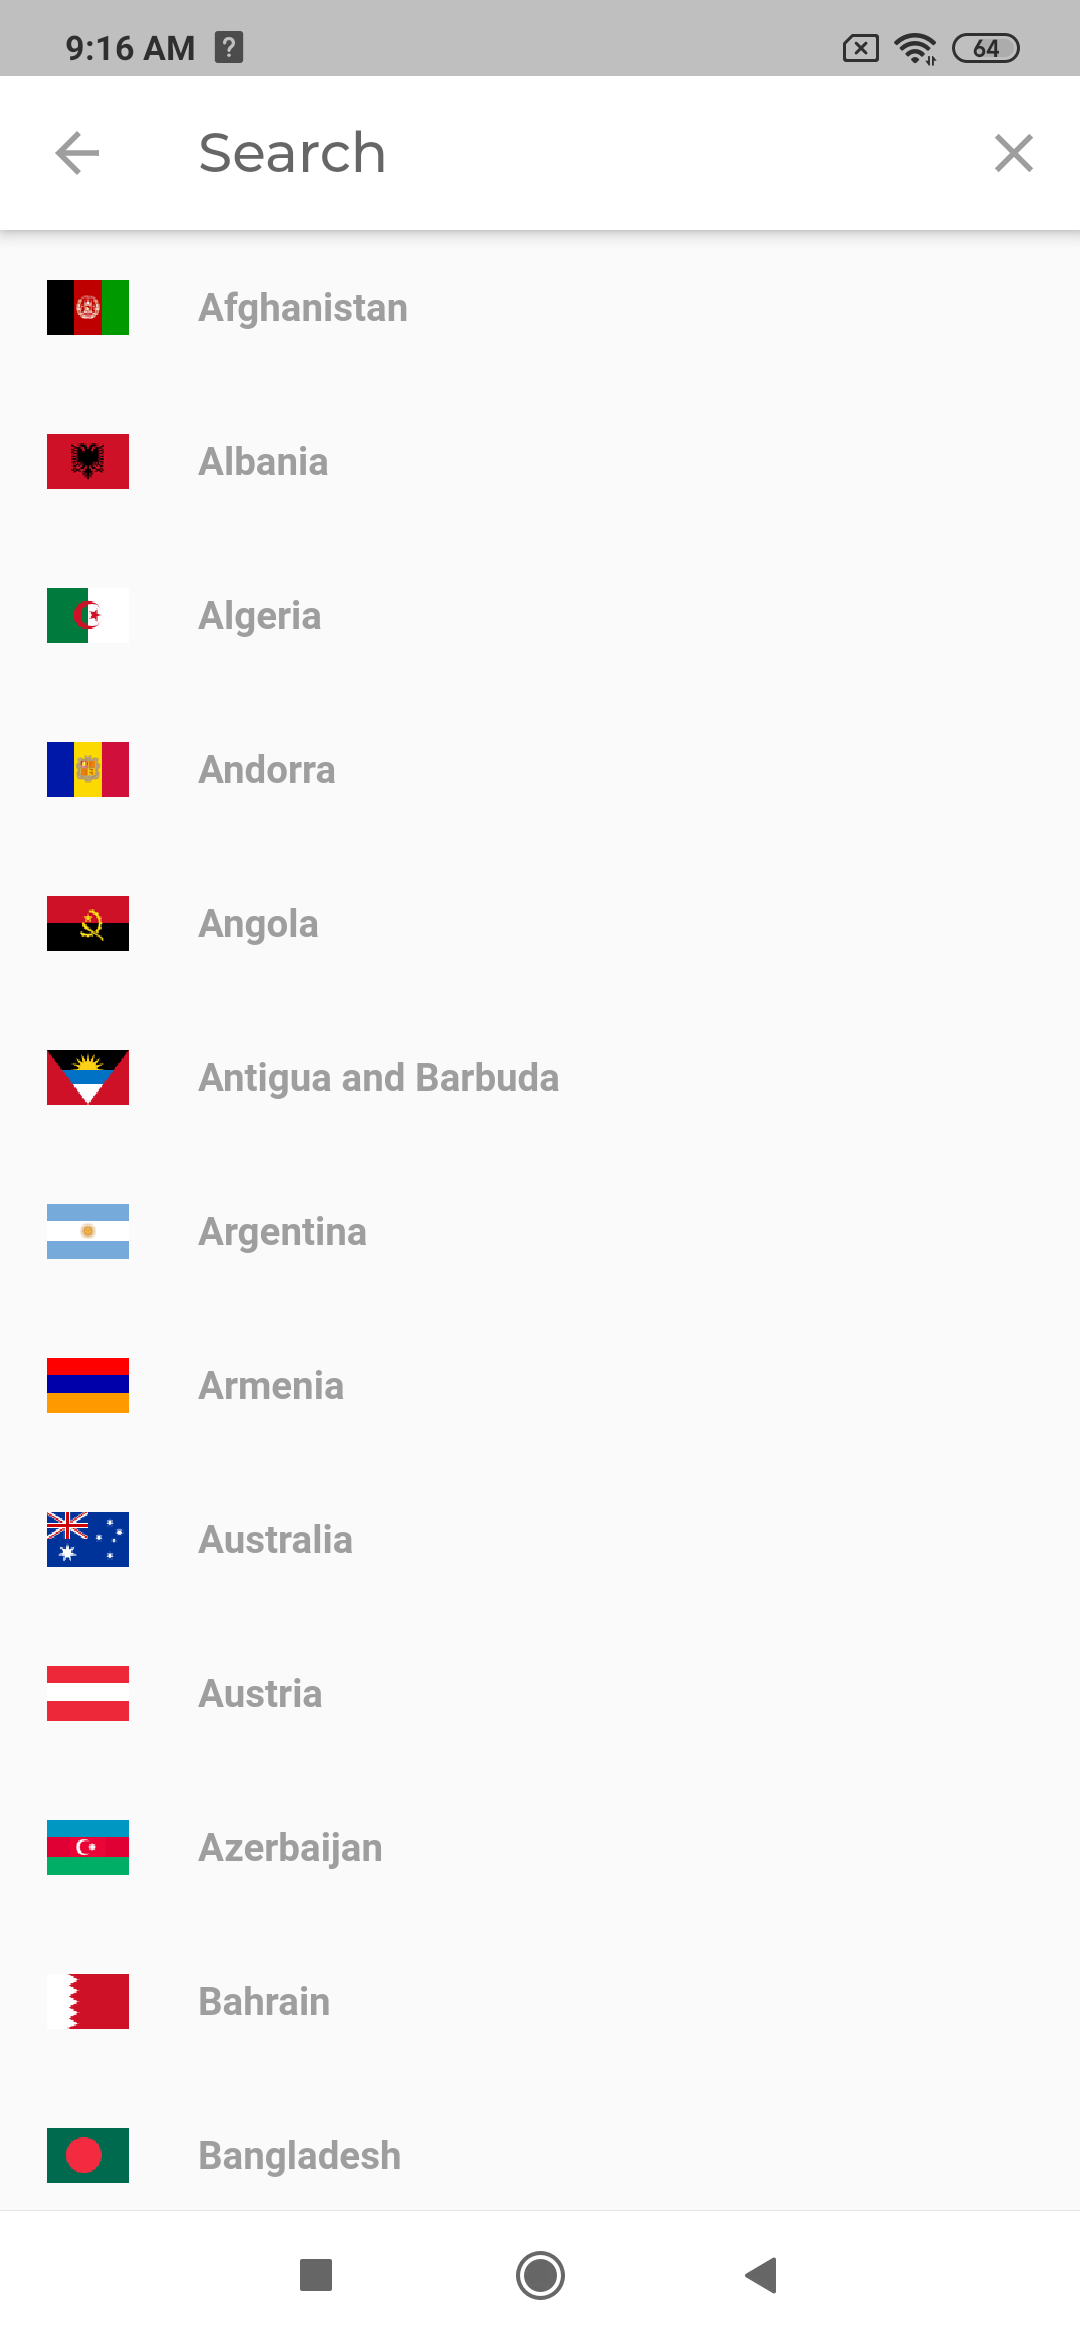 9:16 AM
64
Search
Afghanistan
Albania
Algeria
Andorra
Angola
Antigua and Barbuda
Argentina
Armenia
Australia
Austria
Azerbaijan
Bahrain
Bangladesh